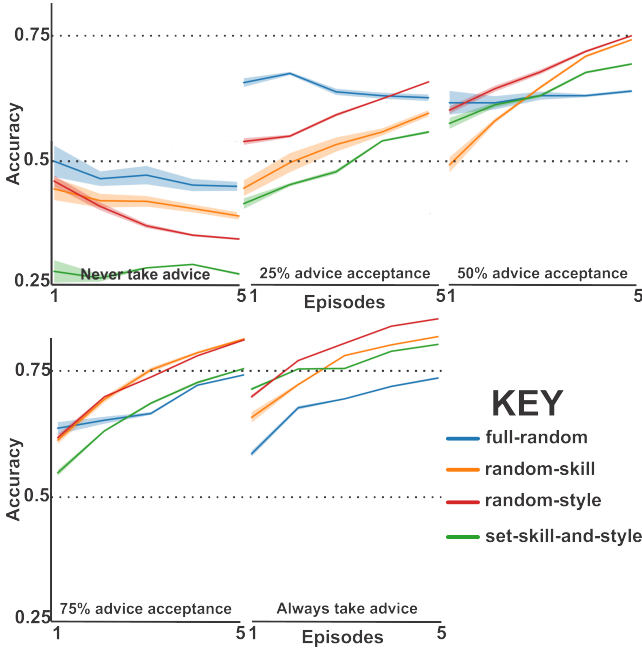 0.75
0.5
0.25
Accuracy
Never take advice
25% advice acceptance
50% advice acceptance
1
5
1
5
1
5
Episodes
0.75
0.5
0.25
Accuracy
75% advice acceptance
Always take advice
1
5
1
5
Episodes
KEY
full-random
random-skill
random-style
set-skill-and-style